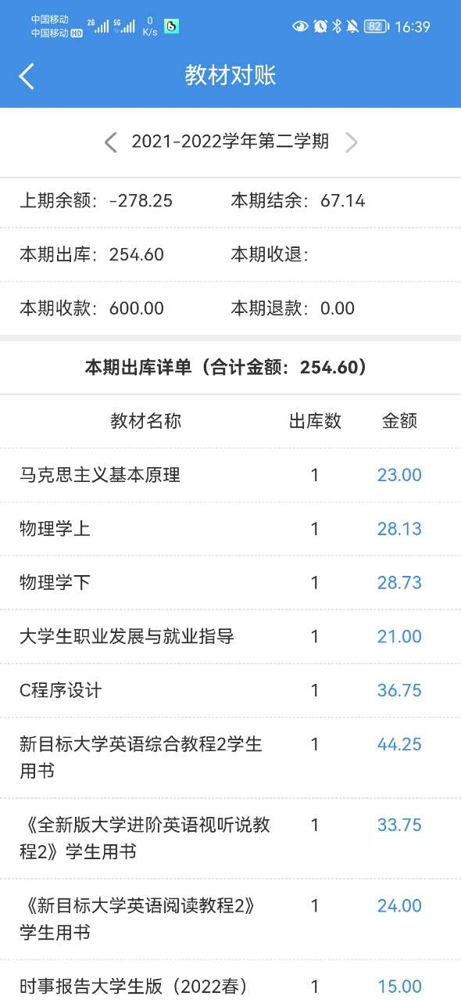 中国移动 2G 5G 0 82 16:39
中国移动 HD K/s
教材对账
2021-2022学年第二学期
上期余额：-278.25 本期结余：67.14
本期出库：254.60 本期收退：
本期收款：600.00 本期退款：0.00
本期出库详单（合计金额：254.60）
教材名称 出库数 金额
马克思主义基本原理 1 23.00
物理学上 1 28.13
物理学下 1 28.73
大学生职业发展与就业指导 1 21.00
C程序设计 1 36.75
新目标大学英语综合教程2学生 1 44.25
用书
《全新版大学进阶英语视听说教 1 33.75
程2》学生用书
《新目标大学英语阅读教程2》 1 24.00
学生用书
时事报告大学生版（2022春） 1 15.00